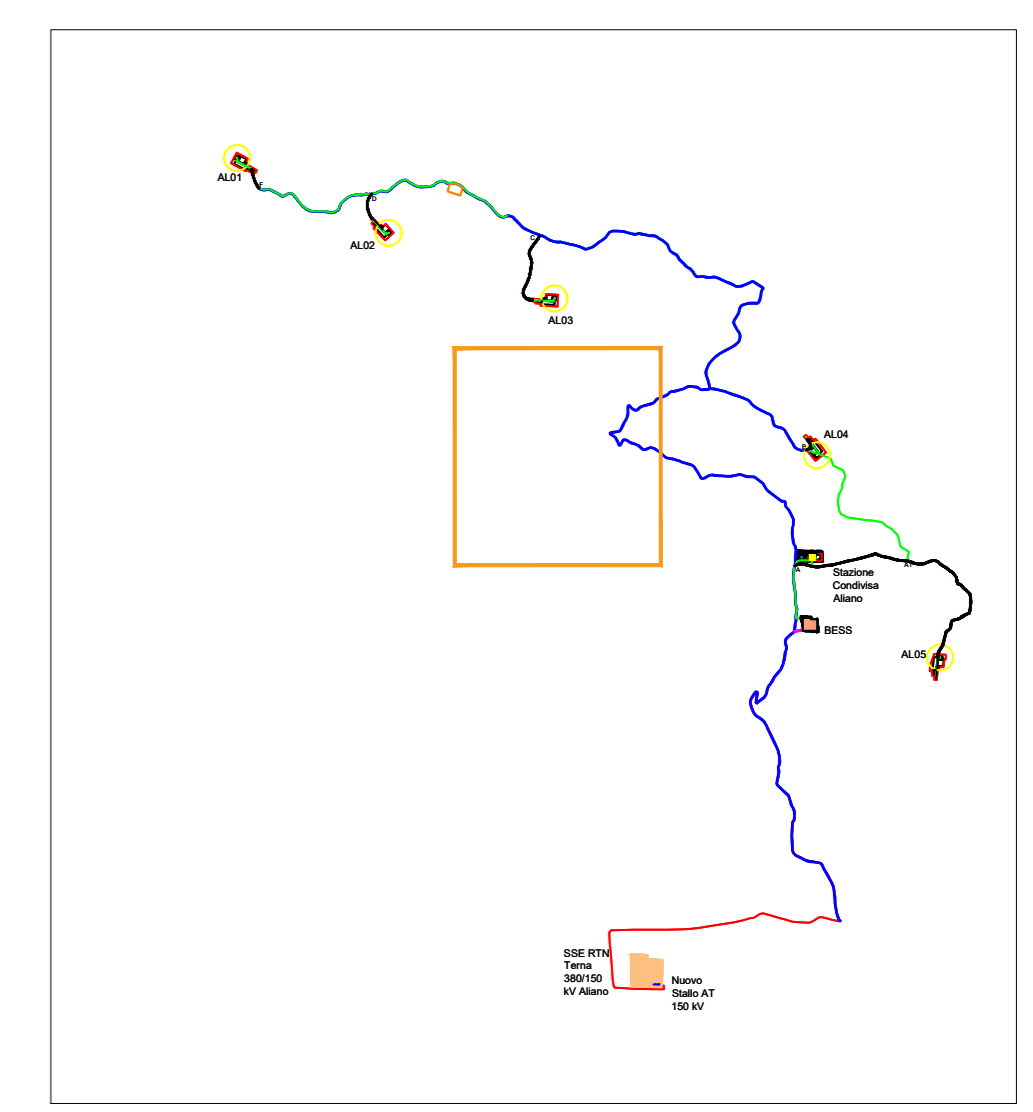 AL01
F
D
AL02
C
AL03
AL04
B
A1
A
Stazione
Condivisa
Aliano
BESS
AL05
SSE RTN
Terna
380/150
kV Aliano
Nuovo
Stallo AT
150 kV